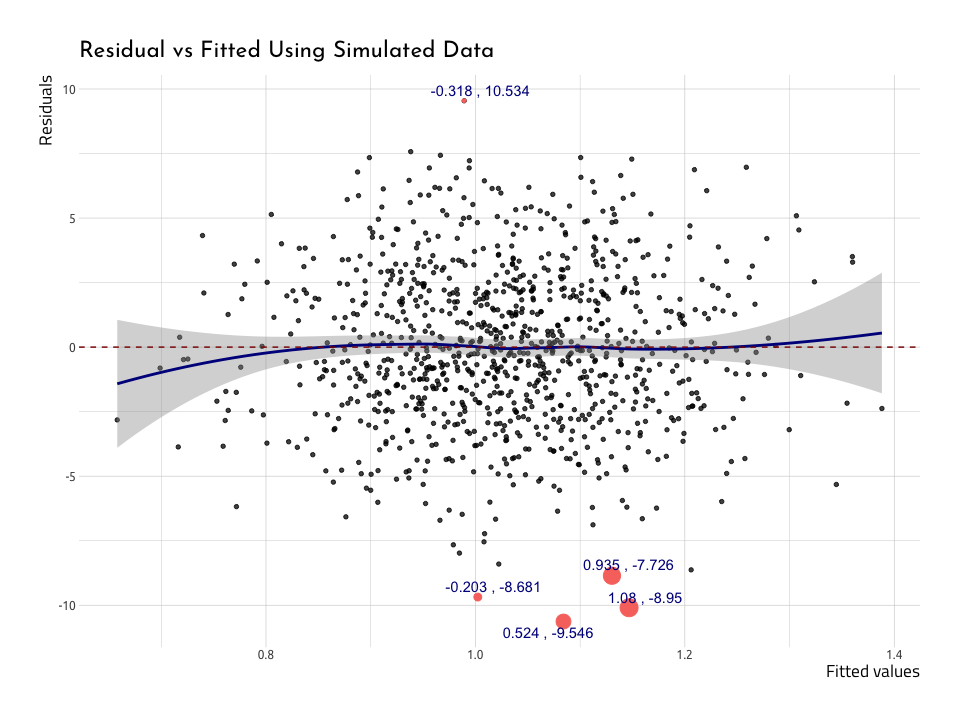 Residual vs Fitted Using Simulated Data
Residuals
10
5
0
-5
-10
-0.318 , 10.534
0.935 , -7.726
-0.203 , -8.681
1.08 , -8.95
0.524 , -9.546
0.8
1.0
1.2
1.4
Fitted values